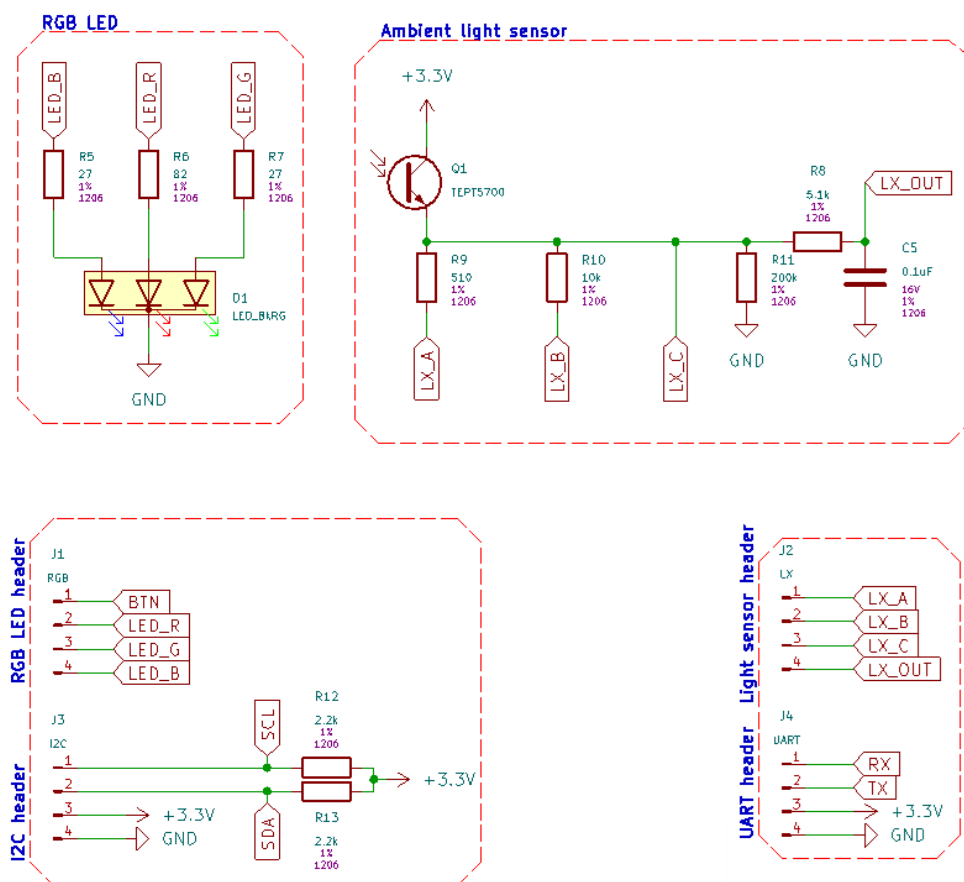 RGB LED
LED_B
LED_R
LED_G
R5
27
1%
1206
R6
82
1%
1206
R7
27
1%
1206
D1
LED_BKRG
GND
Ambient light sensor
+3.3V
Q1
TEPT5700
R8
5.1k
1%
1206
LX_OUT
R9
510
1%
1206
R10
10k
1%
1206
R11
200k
1%
1206
C5
0.1uF
16V
1%
1206
LX_A
LX_B
LX_C
GND
GND
RGB LED header
J1
RGB
1
BTN
2
LED_R
3
LED_G
4
LED_B
I2C header
J3
I2C
1
2
3
+3.3V
4
GND
SCL
SDA
R12
2.2k
1%
1206
+3.3V
R13
2.2k
1%
1206
Light sensor header
J2
LX
1
LX_A
2
LX_B
3
LX_C
4
LX_OUT
UART header
J4
UART
1
RX
2
TX
3
+3.3V
4
GND